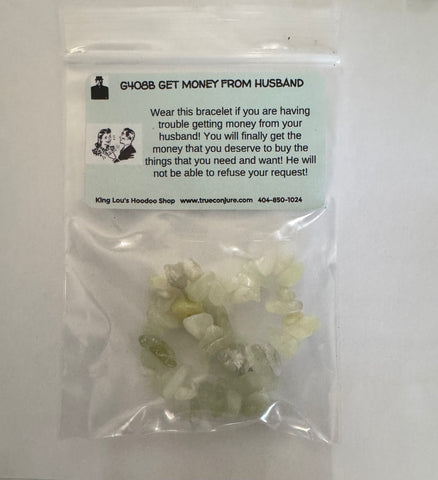 G408B GET MONEY FROM HUSBAND
Wear this bracelet if you are having
trouble getting money from your
husband! You will finally get the
money that you deserve to buy the
things that you need and want! He will
not be able to refuse your request!
King Lou's Hoodoo Shop www.trueconjure.com 404-850-1024